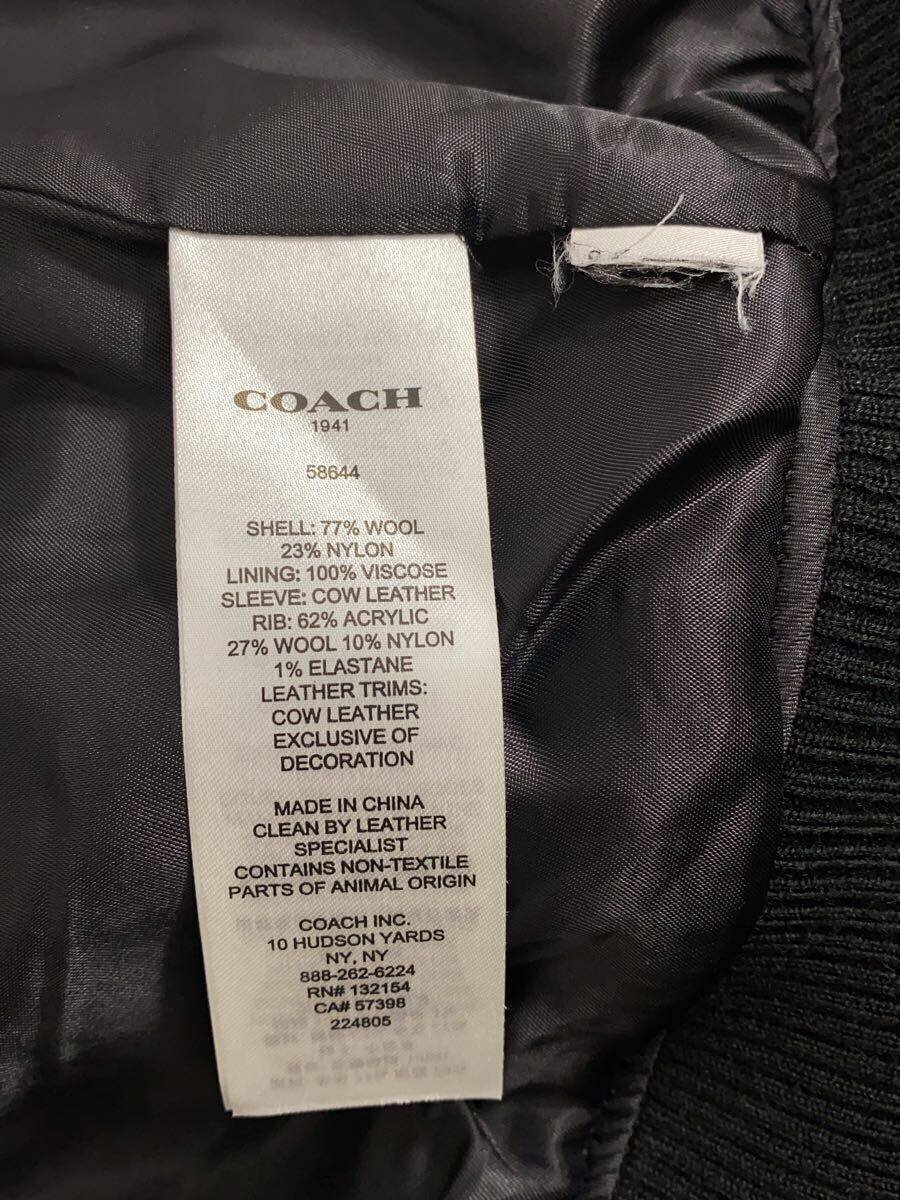 COACH
1941
58644
SHELL: 77% WOOL
23% NYLON
LINING: 100% VISCOSE
SLEEVE: COW LEATHER
RIB: 62% ACRYLIC
27% WOOL 10% NYLON
1% ELASTANE
LEATHER TRIMS:
COW LEATHER
EXCLUSIVE OF
DECORATION
MADE IN CHINA
CLEAN BY LEATHER
SPECIALIST
CONTAINS NON-TEXTILE
PARTS OF ANIMAL ORIGIN
COACH INC.
10 HUDSON YARDS
NY, NY
888-262-6224
RN# 132154
CA# 57398
224805